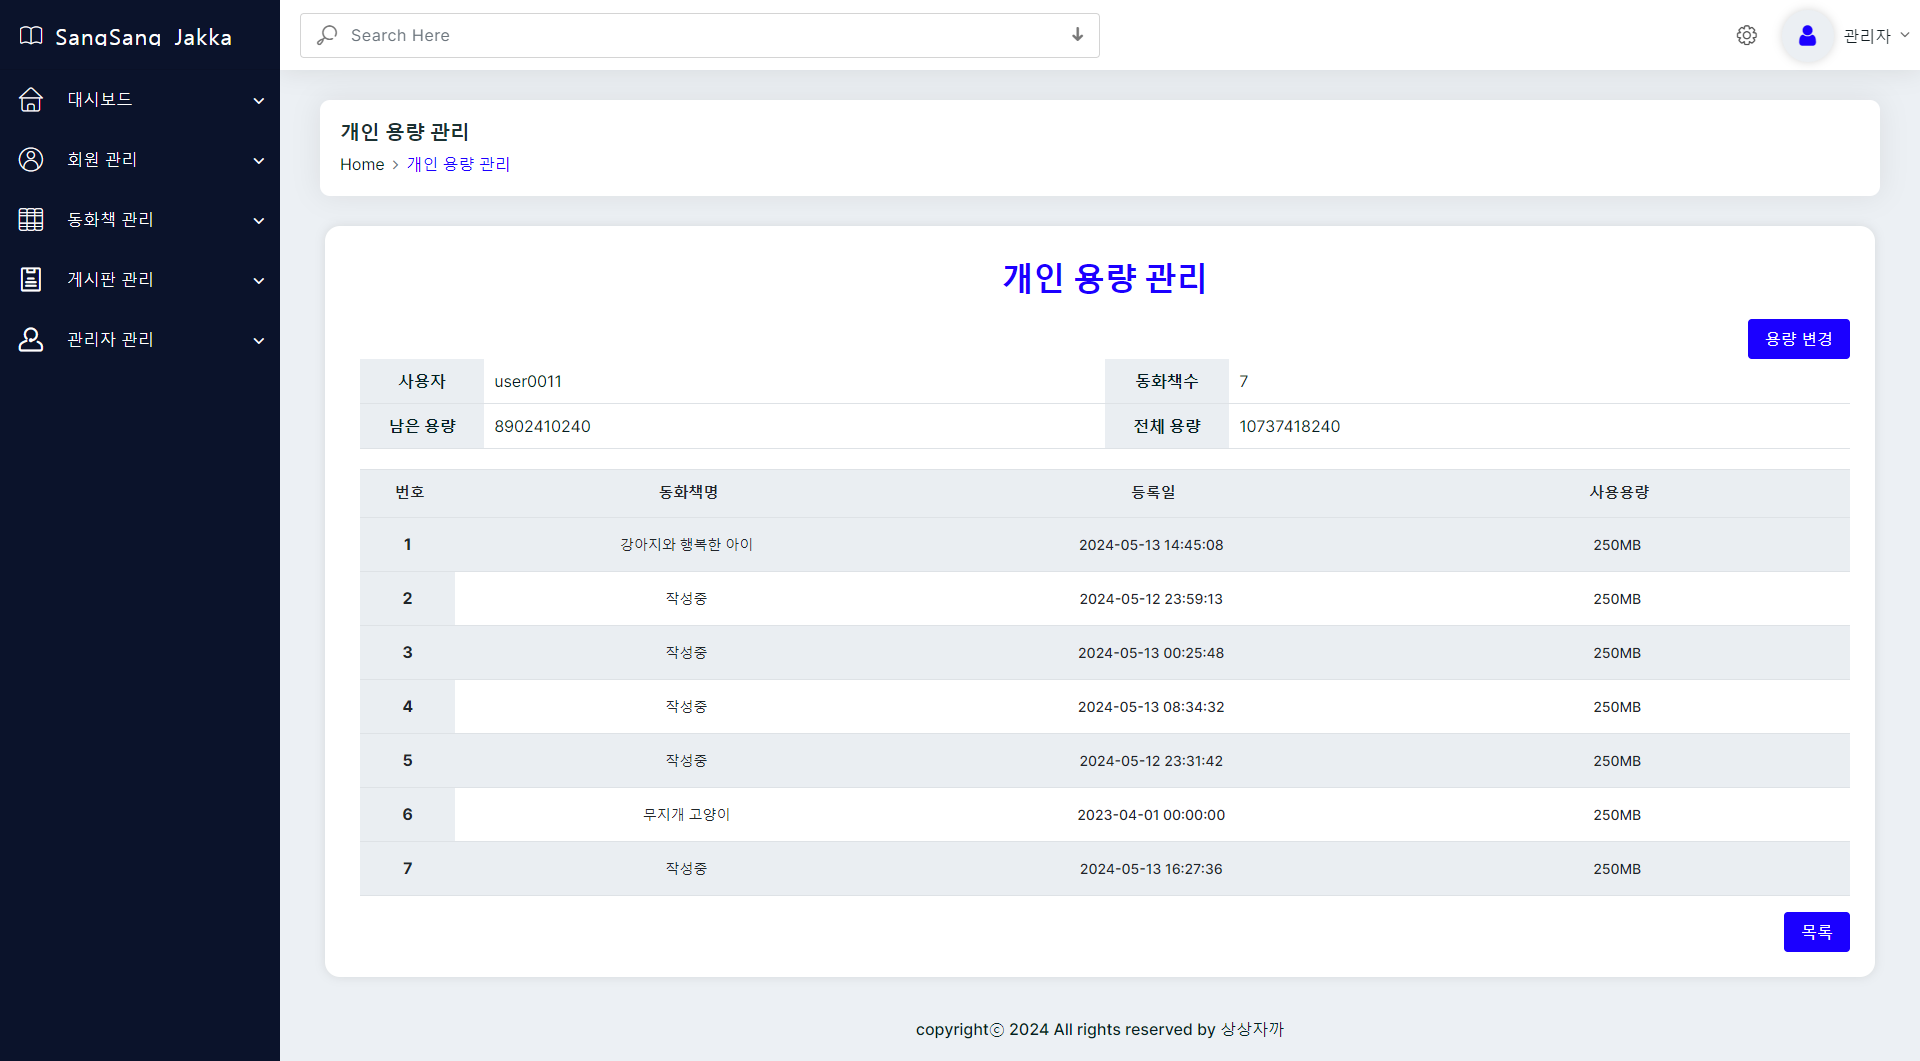 SangSang Jakka
Search Here
관리자
대시보드
회원 관리
동화책 관리
게시판 관리
관리자 관리
개인 용량 관리
Home > 개인 용량 관리
개인 용량 관리
용량 변경
사용자 user0011 동화책수 7
남은 용량 8902410240 전체 용량 10737418240
번호 동화책명 등록일 사용용량
1 강아지와 행복한 아이 2024-05-13 14:45:08 250MB
2 작성중 2024-05-12 23:59:13 250MB
3 작성중 2024-05-13 00:25:48 250MB
4 작성중 2024-05-13 08:34:32 250MB
5 작성중 2024-05-12 23:31:42 250MB
6 무지개 고양이 2023-04-01 00:00:00 250MB
7 작성중 2024-05-13 16:27:36 250MB
목록
copyrightⓒ 2024 All rights reserved by 상상자까